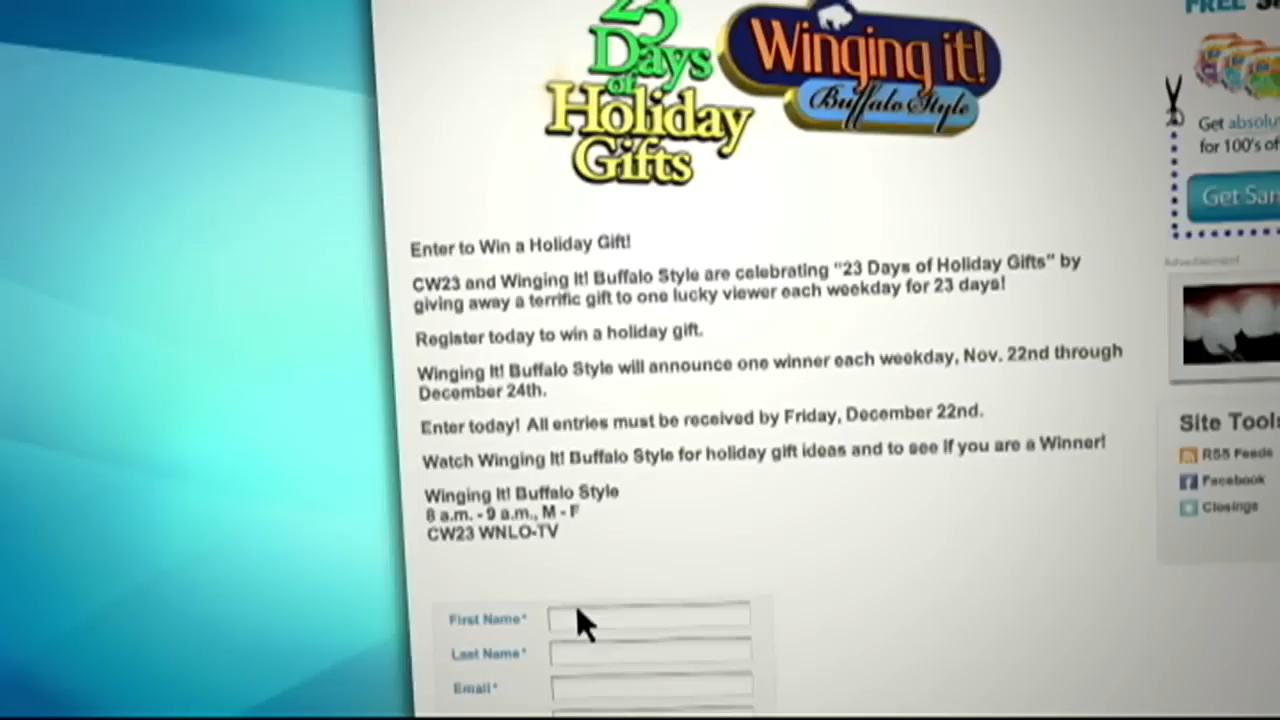 23
Days
of
Holiday
Gifts
Winging it!
Buffalo Style
FREE
Get absolu
for 100's of
Get Sam
Advertisement
Enter to Win a Holiday Gift!
CW23 and Winging It! Buffalo Style are celebrating "23 Days of Holiday Gifts" by
giving away a terrific gift to one lucky viewer each weekday for 23 days!
Register today to win a holiday gift.
Winging It! Buffalo Style will announce one winner each weekday, Nov. 22nd through
December 24th.
Enter today! All entries must be received by Friday, December 22nd.
Watch Winging It! Buffalo Style for holiday gift ideas and to see if you are a Winner!
Winging It! Buffalo Style
8 a.m. - 9 a.m., M - F
CW23 WNLO-TV
Site Tools
RSS Feeds
Facebook
Closings
First Name*
Last Name*
Email*